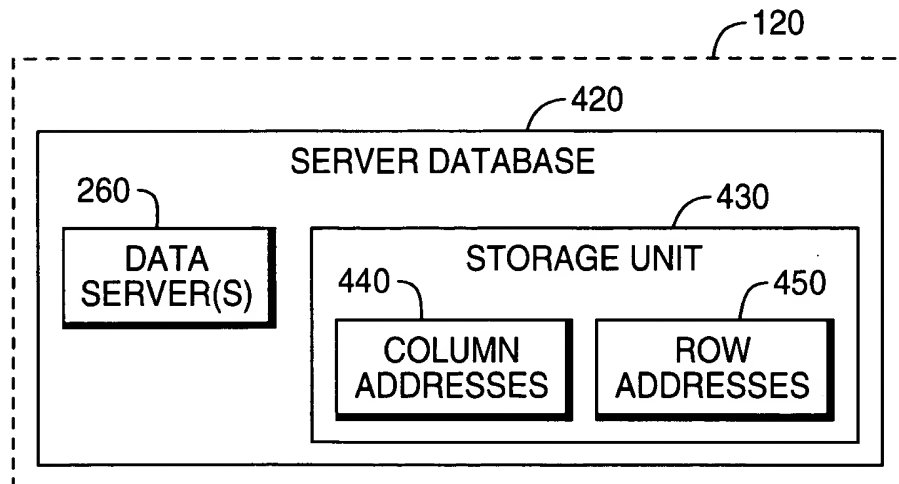 120
420
SERVER DATABASE
260
DATA
SERVER(S)
430
STORAGE UNIT
440
COLUMN
ADDRESSES
450
ROW
ADDRESSES